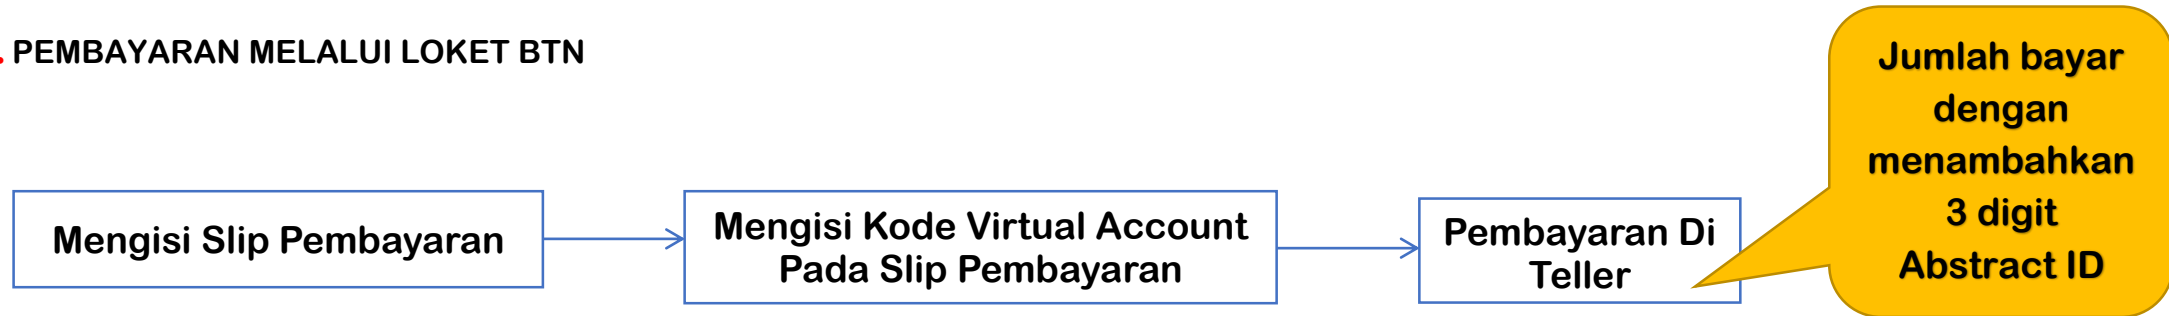 . PEMBAYARAN MELALUI LOKET BTN
Mengisi Slip Pembayaran
Mengisi Kode Virtual Account
Pada Slip Pembayaran
Pembayaran Di
Teller
Jumlah bayar
dengan
menambahkan
3 digit
Abstract ID